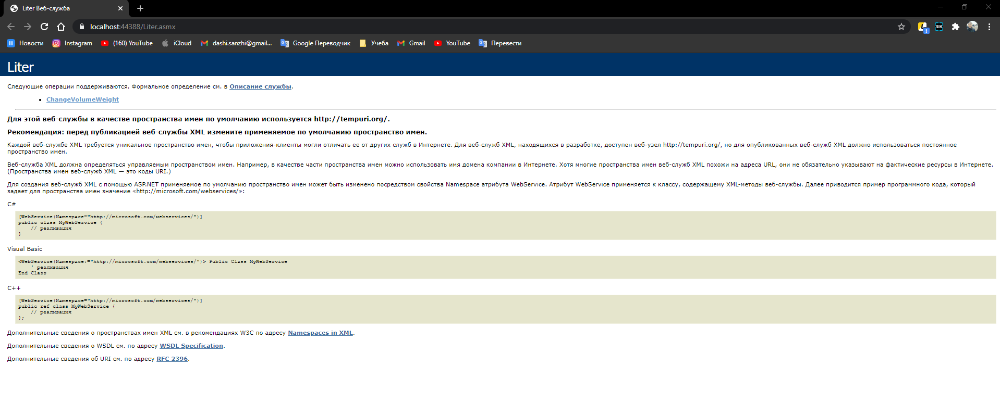 Liter Веб-служба
localhost:44388/Liter.asmx
Новости Instagram (160) YouTube iCloud dashi.sanzhi@gmail... Google Переводчик Учеба Gmail YouTube Перевести
Liter
Следующие операции поддерживаются. Формальное определение см. в Описание службы.
ChangeVolumeWeight
Для этой веб-службы в качестве пространства имен по умолчанию используется http://tempuri.org/.
Рекомендация: перед публикацией веб-службы XML измените применяемое по умолчанию пространство имен.
Каждой веб-службе XML требуется уникальное пространство имен, чтобы приложения-клиенты могли отличать ее от других служб в Интернете. Для веб-служб XML, находящихся в разработке, доступен веб-узел http://tempuri.org/, но для опубликованных веб-служб XML должно использоваться постоянное
пространство имен.
Веб-служба XML должна определяться управляемым пространством имен. Например, в качестве части пространства имен можно использовать имя домена компании в Интернете. Хотя многие пространства имен веб-служб XML похожи на адреса URL, они не обязательно указывают на фактические ресурсы в Интернете.
(Пространства имен веб-служб XML — это коды URI.)
Для создания веб-служб XML с помощью ASP.NET применяемое по умолчанию пространство имен может быть изменено посредством свойства Namespace атрибута WebService. Атрибут WebService применяется к классу, содержащему XML-методы веб-службы. Далее приводится пример программного кода, который
задает для пространства имен значение «http://microsoft.com/webservices/»:
C#
[WebService(Namespace="http://microsoft.com/webservices/")]
public class MyWebService {
// реализация
}
Visual Basic
<WebService(Namespace:="http://microsoft.com/webservices/")> Public Class MyWebService
' реализация
End Class
C++
[WebService(Namespace="http://microsoft.com/webservices/")]
public ref class MyWebService {
// реализация
};
Дополнительные сведения о пространствах имен XML см. в рекомендациях W3C по адресу Namespaces in XML.
Дополнительные сведения о WSDL см. по адресу WSDL Specification.
Дополнительные сведения об URI см. по адресу RFC 2396.